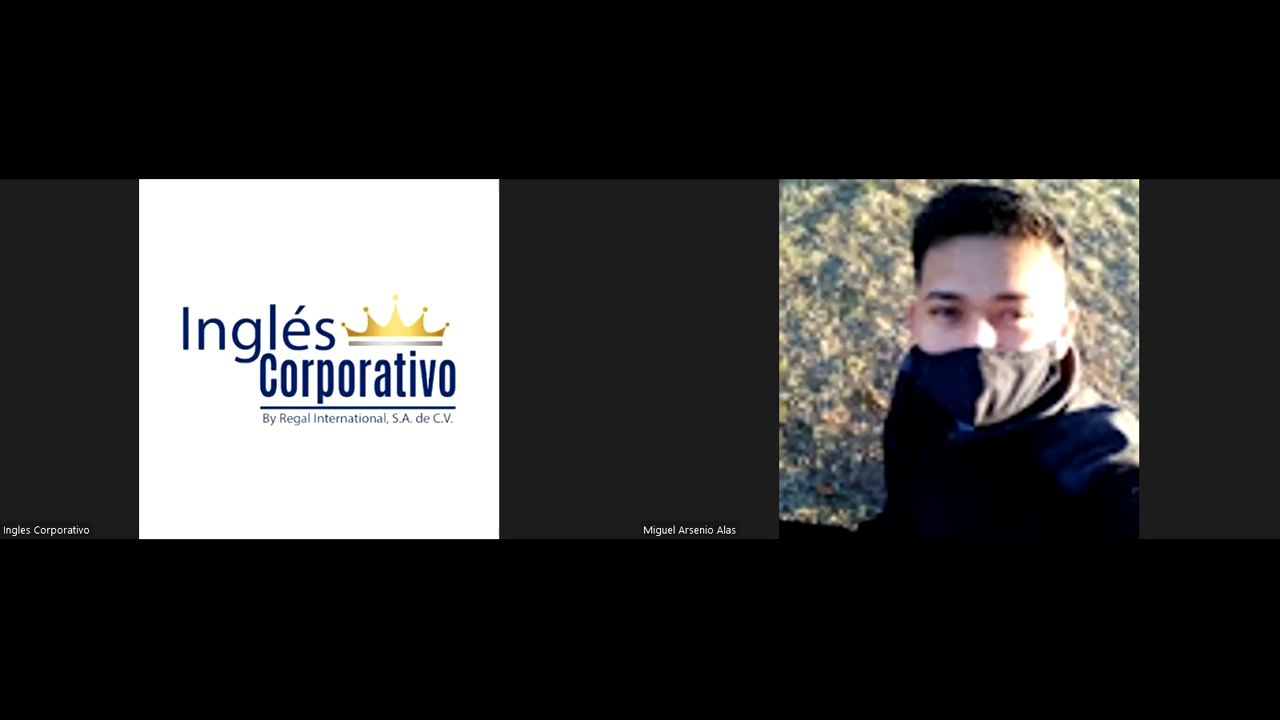 Inglés
Corporativo
By Regal International, S.A. de C.V.
Ingles Corporativo
Miguel Arsenio Alas